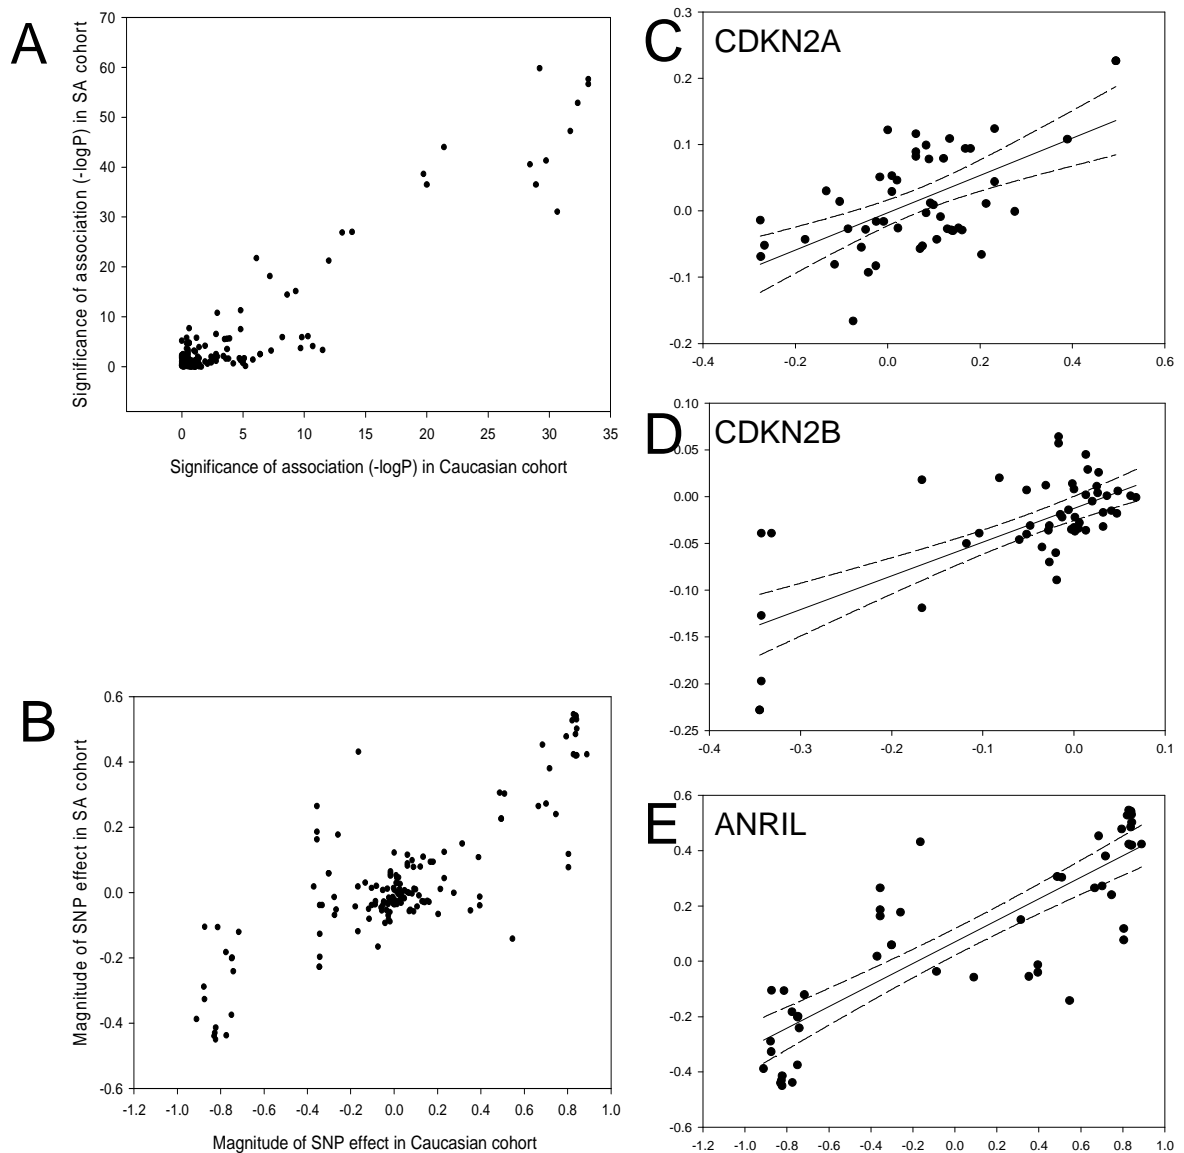 A
Significance of association (-logP) in SA cohort
70
60
50
40
30
20
10
0
0 5 10 15 20 25 30 35
Significance of association (-logP) in Caucasian cohort
B
Magnitude of SNP effect in SA cohort
0.6
0.4
0.2
0.0
-0.2
-0.4
-0.6
-1.2 -1.0 -0.8 -0.6 -0.4 -0.2 0.0 0.2 0.4 0.6 0.8 1.0
Magnitude of SNP effect in Caucasian cohort
C
CDKN2A
0.3
0.2
0.1
0.0
-0.1
-0.2
-0.4 -0.2 0.0 0.2 0.4 0.6
D
CDKN2B
0.10
0.05
0.00
-0.05
-0.10
-0.15
-0.20
-0.25
-0.4 -0.3 -0.2 -0.1 0.0 0.1
E
ANRIL
0.6
0.4
0.2
0.0
-0.2
-0.4
-0.6
-1.2 -1.0 -0.8 -0.6 -0.4 -0.2 0.0 0.2 0.4 0.6 0.8 1.0